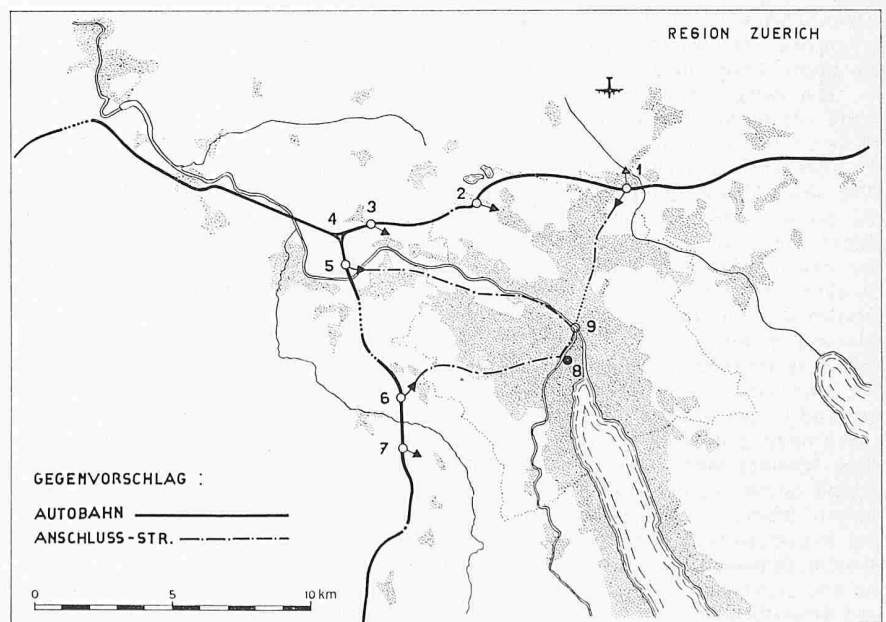 REGION ZUERICH
1
2
3
4
5
9
8
6
7
GEGENVORSCHLAG :
AUTOBAHN
ANSCHLUSS-STR.
0 5 10 km